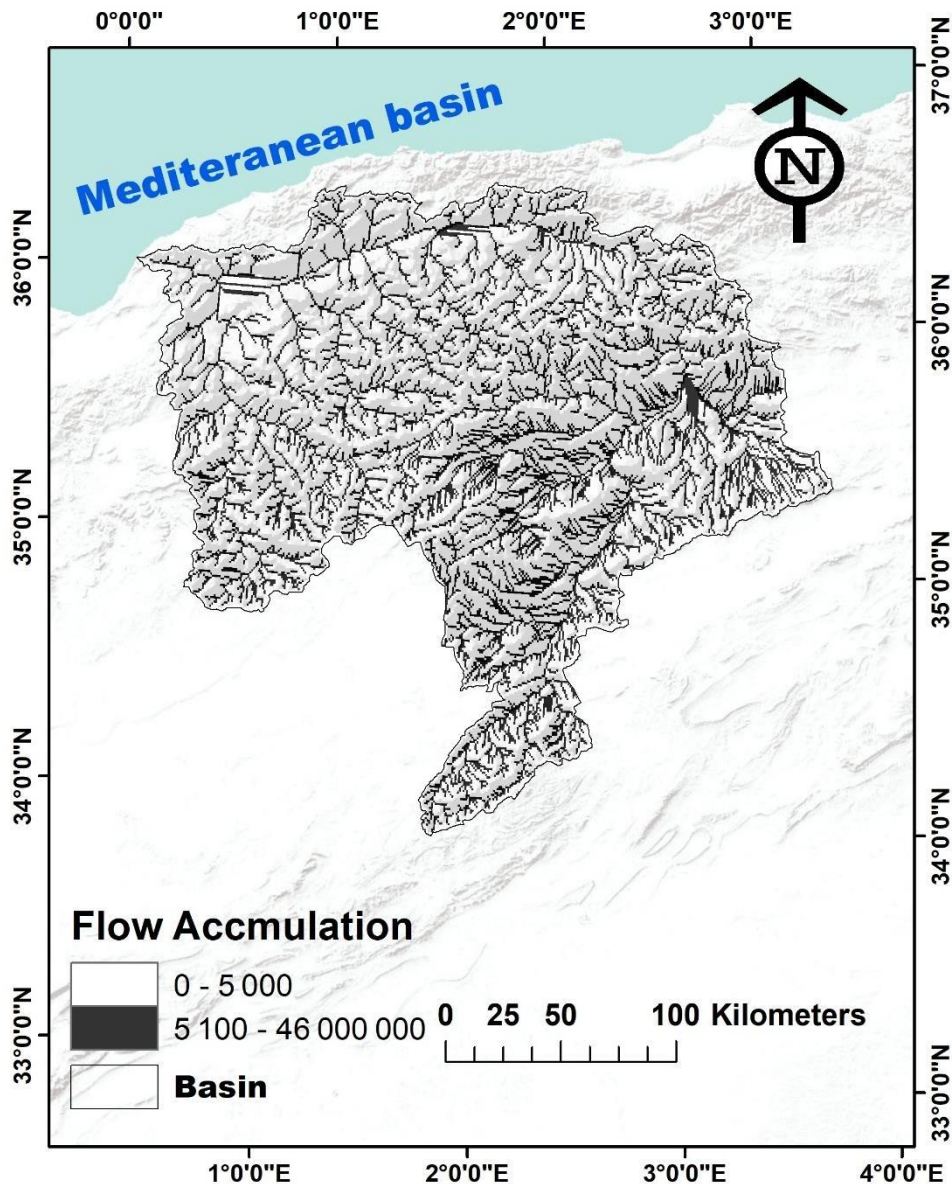 0°0'0" 1°0'0"E 2°0'0"E 3°0'0"E
37°0'0"N
Mediteranean basin
N
36°0'0"N
36°0'0"N
35°0'0"N
35°0'0"N
34°0'0"N
34°0'0"N
Flow Accmulation
0 - 5 000
5 100 - 46 000 000
Basin
0 25 50 100 Kilometers
33°0'0"N
33°0'0"N
1°0'0"E 2°0'0"E 3°0'0"E 4°0'0"E